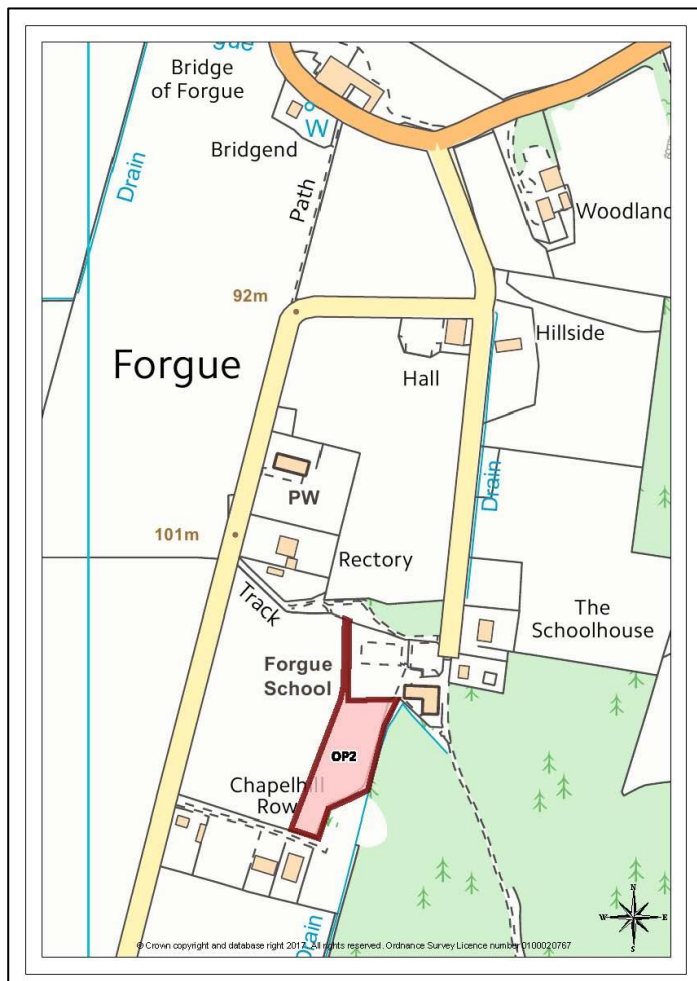 gue
Bridge
of Forgue
W
Bridgend
Drain
Path
Woodland
92m
Hillside
Forgue
Hall
Drain
PW
101m
Rectory
Track
The
Schoolhouse
Forgue
School
OP2
Chapelhill
Row
Drain
N
W
E
S
© Crown copyright and database right 2017. All rights reserved. Ordnance Survey Licence number 0100020767